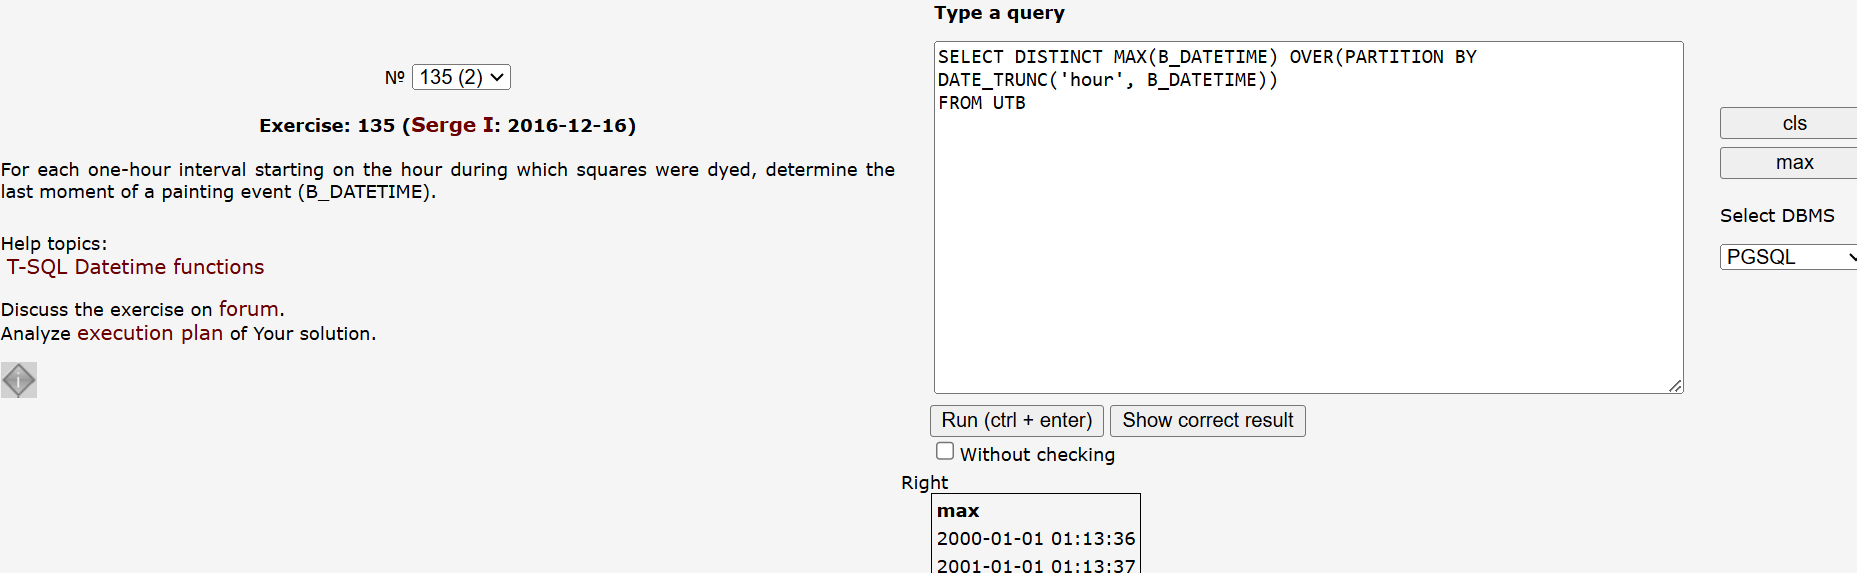 Nº 135 (2)
Exercise: 135 (Serge I: 2016-12-16)
For each one-hour interval starting on the hour during which squares were dyed, determine the
last moment of a painting event (B_DATETIME).
Help topics:
T-SQL Datetime functions
Discuss the exercise on forum.
Analyze execution plan of Your solution.
Type a query
SELECT DISTINCT MAX(B_DATETIME) OVER(PARTITION BY
DATE_TRUNC('hour', B_DATETIME))
FROM UTB
cls
max
Select DBMS
PGSQL
Run (ctrl + enter) Show correct result
Without checking
Right
max
2000-01-01 01:13:36
2001-01-01 01:13:37